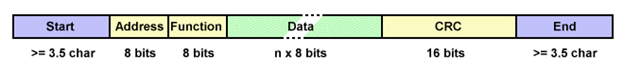 Start Address Function Data CRC End
>= 3.5 char 8 bits 8 bits n x 8 bits 16 bits >= 3.5 char